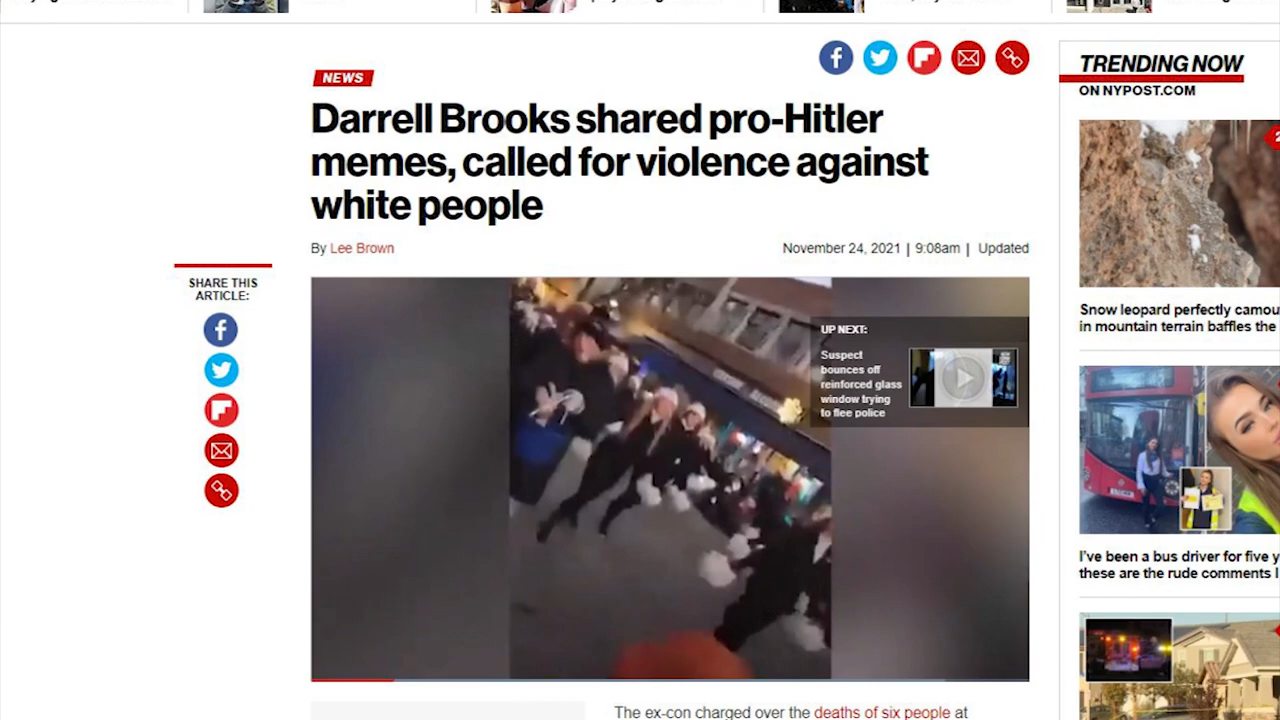 NEWS
Darrell Brooks shared pro-Hitler
memes, called for violence against
white people
By Lee Brown
November 24, 2021 | 9:08am | Updated
SHARE THIS
ARTICLE:
UP NEXT:
Suspect
bounces off
reinforced glass
window trying
to flee police
The ex-con charged over the deaths of six people at
TRENDING NOW
ON NYPOST.COM
Snow leopard perfectly camou
in mountain terrain baffles the
I've been a bus driver for five y
these are the rude comments I